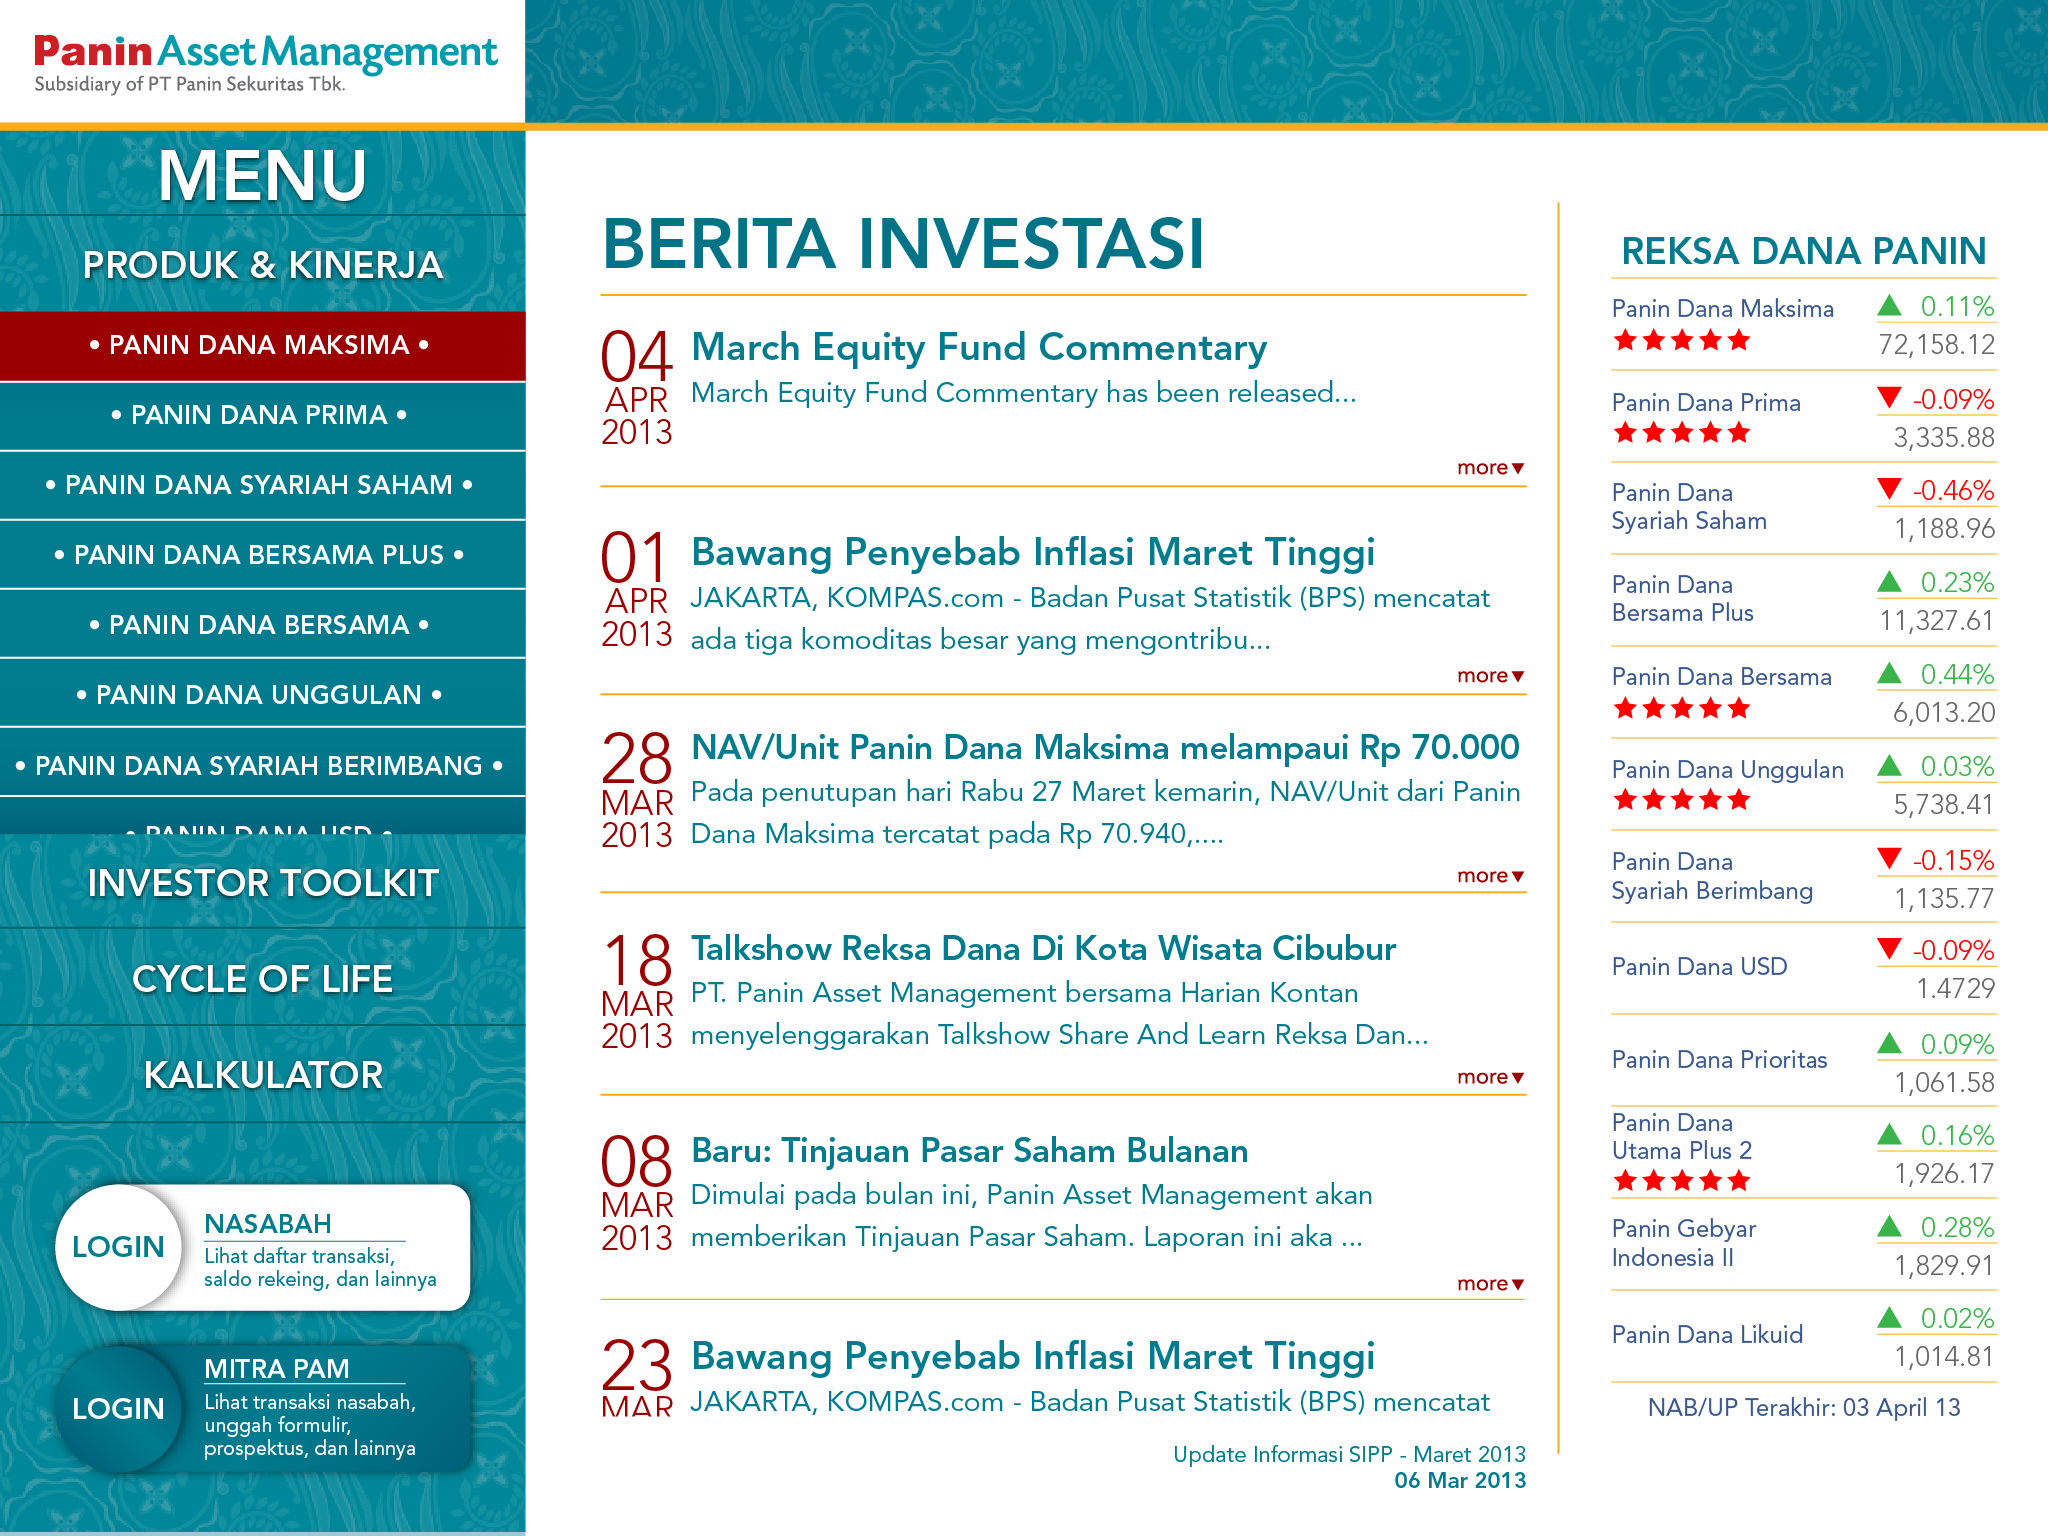 Panin Asset Management
Subsidiary of PT Panin Sekuritas Tbk.
MENU
PRODUK & KINERJA
• PANIN DANA MAKSIMA •
• PANIN DANA PRIMA •
• PANIN DANA SYARIAH SAHAM •
• PANIN DANA BERSAMA PLUS •
• PANIN DANA BERSAMA •
• PANIN DANA UNGGULAN •
• PANIN DANA SYARIAH BERIMBANG •
• PANIN DANA USD •
INVESTOR TOOLKIT
CYCLE OF LIFE
KALKULATOR
LOGIN
NASABAH
Lihat daftar transaksi,
saldo rekeing, dan lainnya
LOGIN
MITRA PAM
Lihat transaksi nasabah,
unggah formulir,
prospektus, dan lainnya
BERITA INVESTASI
04
APR
2013
March Equity Fund Commentary
March Equity Fund Commentary has been released...
more▼
01
APR
2013
Bawang Penyebab Inflasi Maret Tinggi
JAKARTA, KOMPAS.com - Badan Pusat Statistik (BPS) mencatat
ada tiga komoditas besar yang mengontribu...
more▼
28
MAR
2013
NAV/Unit Panin Dana Maksima melampaui Rp 70.000
Pada penutupan hari Rabu 27 Maret kemarin, NAV/Unit dari Panin
Dana Maksima tercatat pada Rp 70.940,....
more▼
18
MAR
2013
Talkshow Reksa Dana Di Kota Wisata Cibubur
PT. Panin Asset Management bersama Harian Kontan
menyelenggarakan Talkshow Share And Learn Reksa Dan...
more▼
08
MAR
2013
Baru: Tinjauan Pasar Saham Bulanan
Dimulai pada bulan ini, Panin Asset Management akan
memberikan Tinjauan Pasar Saham. Laporan ini aka ...
more▼
23
MAR
Bawang Penyebab Inflasi Maret Tinggi
JAKARTA, KOMPAS.com - Badan Pusat Statistik (BPS) mencatat
Update Informasi SIPP - Maret 2013
06 Mar 2013
REKSA DANA PANIN
Panin Dana Maksima
▲ 0.11%
72,158.12
Panin Dana Prima
▼ -0.09%
3,335.88
Panin Dana
Syariah Saham
▼ -0.46%
1,188.96
Panin Dana
Bersama Plus
▲ 0.23%
11,327.61
Panin Dana Bersama
▲ 0.44%
6,013.20
Panin Dana Unggulan
▲ 0.03%
5,738.41
Panin Dana
Syariah Berimbang
▼ -0.15%
1,135.77
Panin Dana USD
▼ -0.09%
1.4729
Panin Dana Prioritas
▲ 0.09%
1,061.58
Panin Dana
Utama Plus 2
▲ 0.16%
1,926.17
Panin Gebyar
Indonesia II
▲ 0.28%
1,829.91
Panin Dana Likuid
▲ 0.02%
1,014.81
NAB/UP Terakhir: 03 April 13